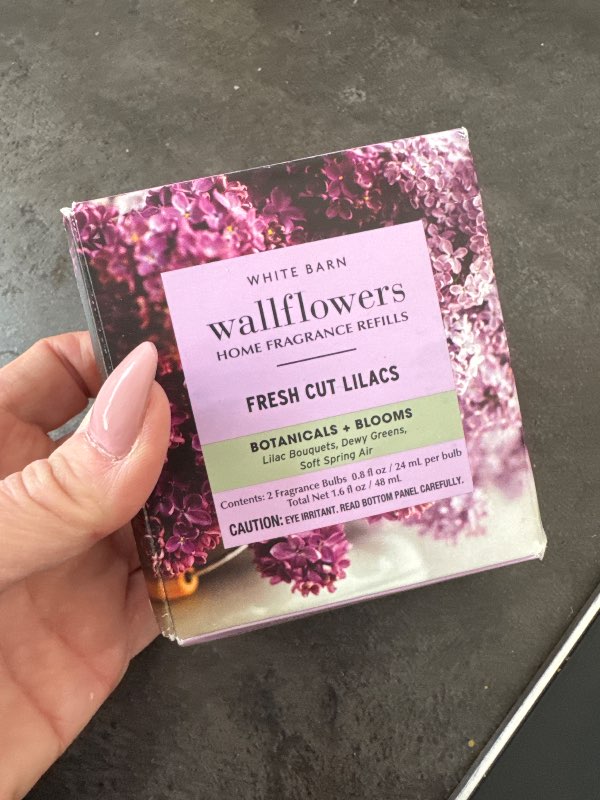 WHITE BARN
wallflowers
HOME FRAGRANCE REFILLS
FRESH CUT LILACS
BOTANICALS + BLOOMS
Lilac Bouquets, Dewy Greens,
Soft Spring Air
Contents: 2 Fragrance Bulbs 0.8 fl oz / 24 mL per bulb
Total Net 1.6 fl oz / 48 mL
CAUTION: EYE IRRITANT. READ BOTTOM PANEL CAREFULLY.